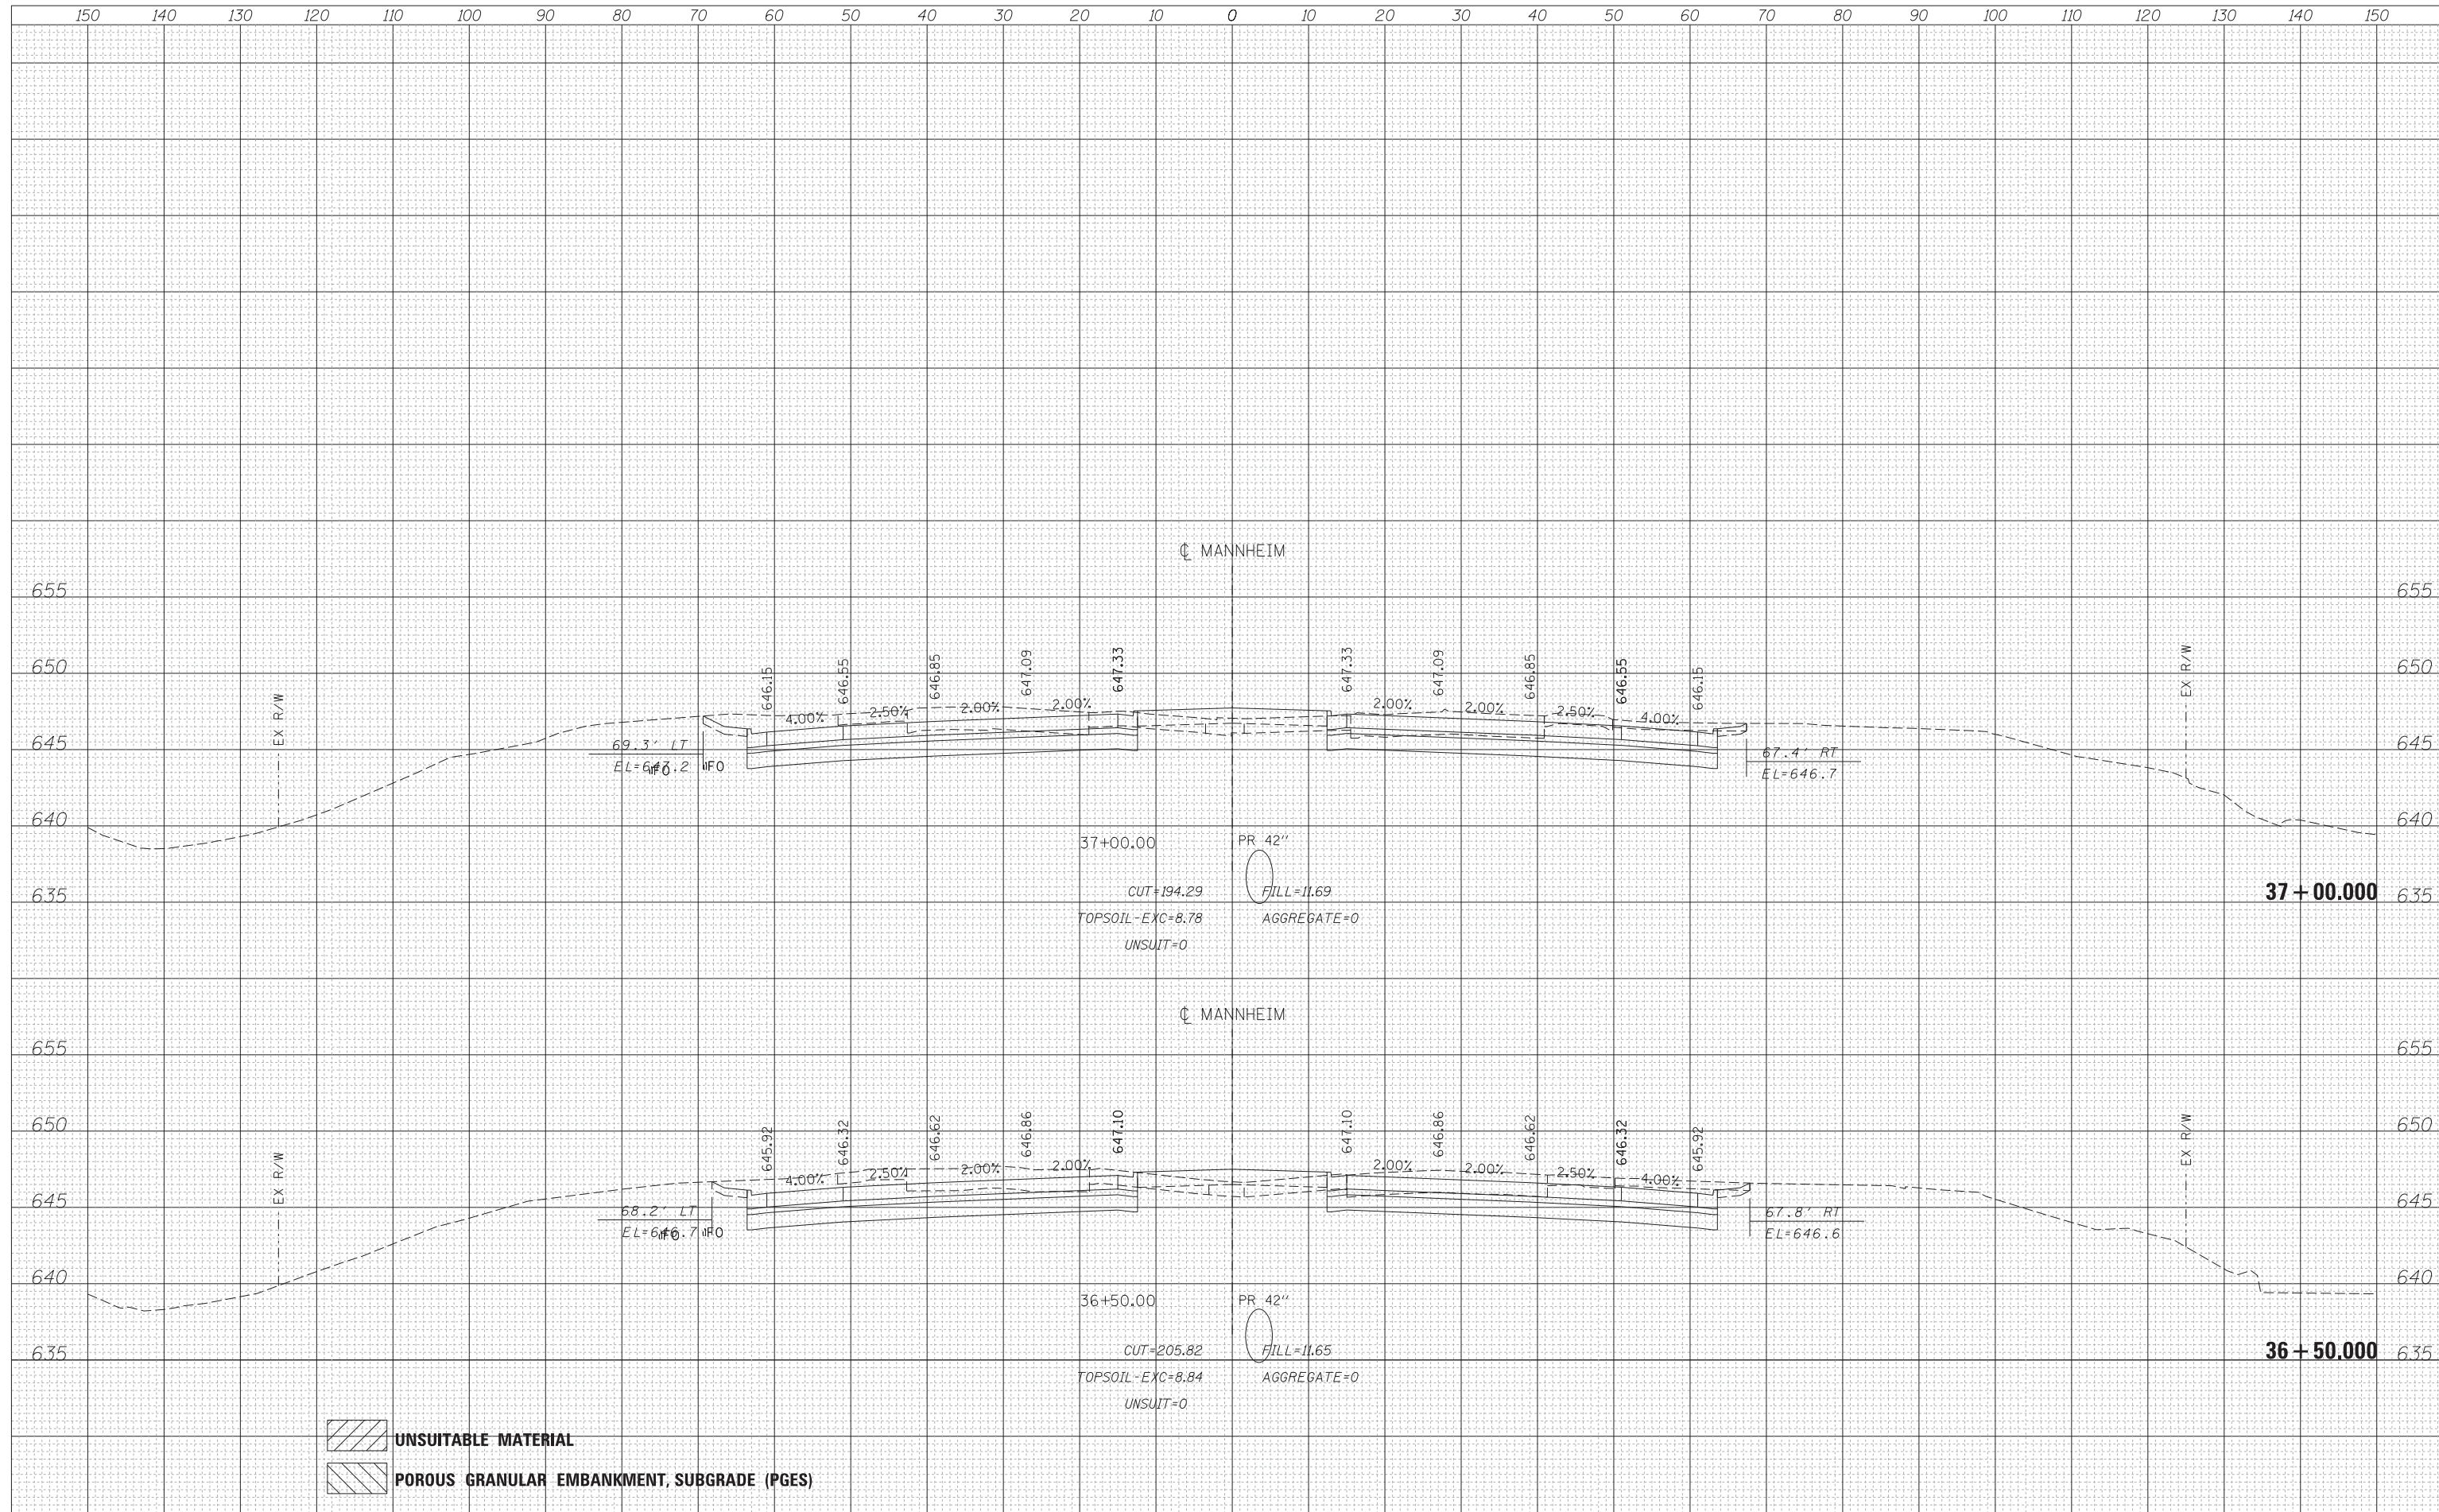 150 140 130 120 110 100 90 80 70 60 50 40 30 20 10 0 10 20 30 40 50 60 70 80 90 100 110 120 130 140 150
℄ MANNHEIM
655 655
650 650
645 645
640 640
635 635
EX R/W
EX R/W
646.15 646.55 646.85 647.09 647.33 647.33 647.09 646.85 646.55 646.15
4.00% 2.50% 2.00% 2.00% 2.00% 2.00% 2.50% 4.00%
69.3' LT
EL=647.2
FO FO
67.4' RT
EL=646.7
37+00.00 PR 42"
CUT=194.29 FILL=11.69
TOPSOIL-EXC=8.78 AGGREGATE=0
UNSUIT=0
37+00.000
℄ MANNHEIM
655 655
650 650
645 645
640 640
635 635
EX R/W
EX R/W
645.92 646.32 646.62 646.86 647.10 647.10 646.86 646.62 646.32 645.92
4.00% 2.50% 2.00% 2.00% 2.00% 2.00% 2.50% 4.00%
68.2' LT
EL=646.7
FO FO
67.8' RT
EL=646.6
36+50.00 PR 42"
CUT=205.82 FILL=11.65
TOPSOIL-EXC=8.84 AGGREGATE=0
UNSUIT=0
36+50.000
UNSUITABLE MATERIAL
POROUS GRANULAR EMBANKMENT, SUBGRADE (PGES)